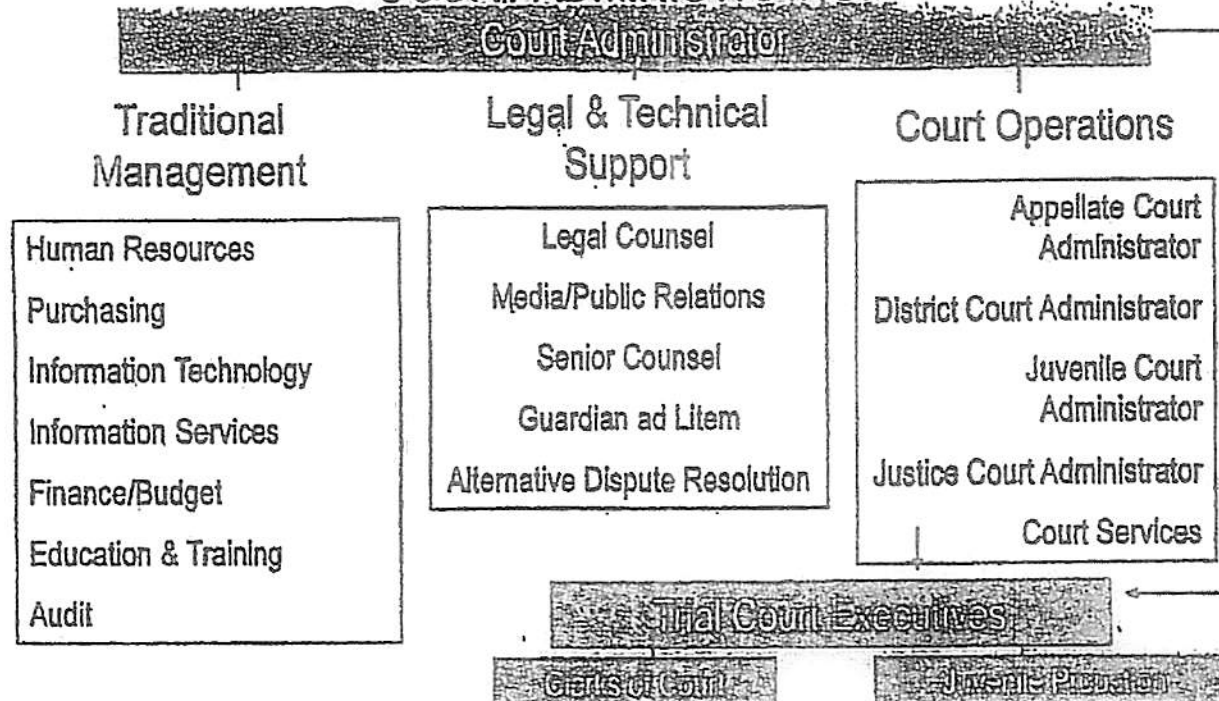 Court Administrator
Traditional
Management
Legal & Technical
Support
Court Operations
Human Resources
Purchasing
Information Technology
Information Services
Finance/Budget
Education & Training
Audit
Legal Counsel
Media/Public Relations
Senior Counsel
Guardian ad Litem
Alternative Dispute Resolution
Appellate Court
Administrator
District Court Administrator
Juvenile Court
Administrator
Justice Court Administrator
Court Services
Trial Court Executives
Clerks of Court
Juvenile Probation